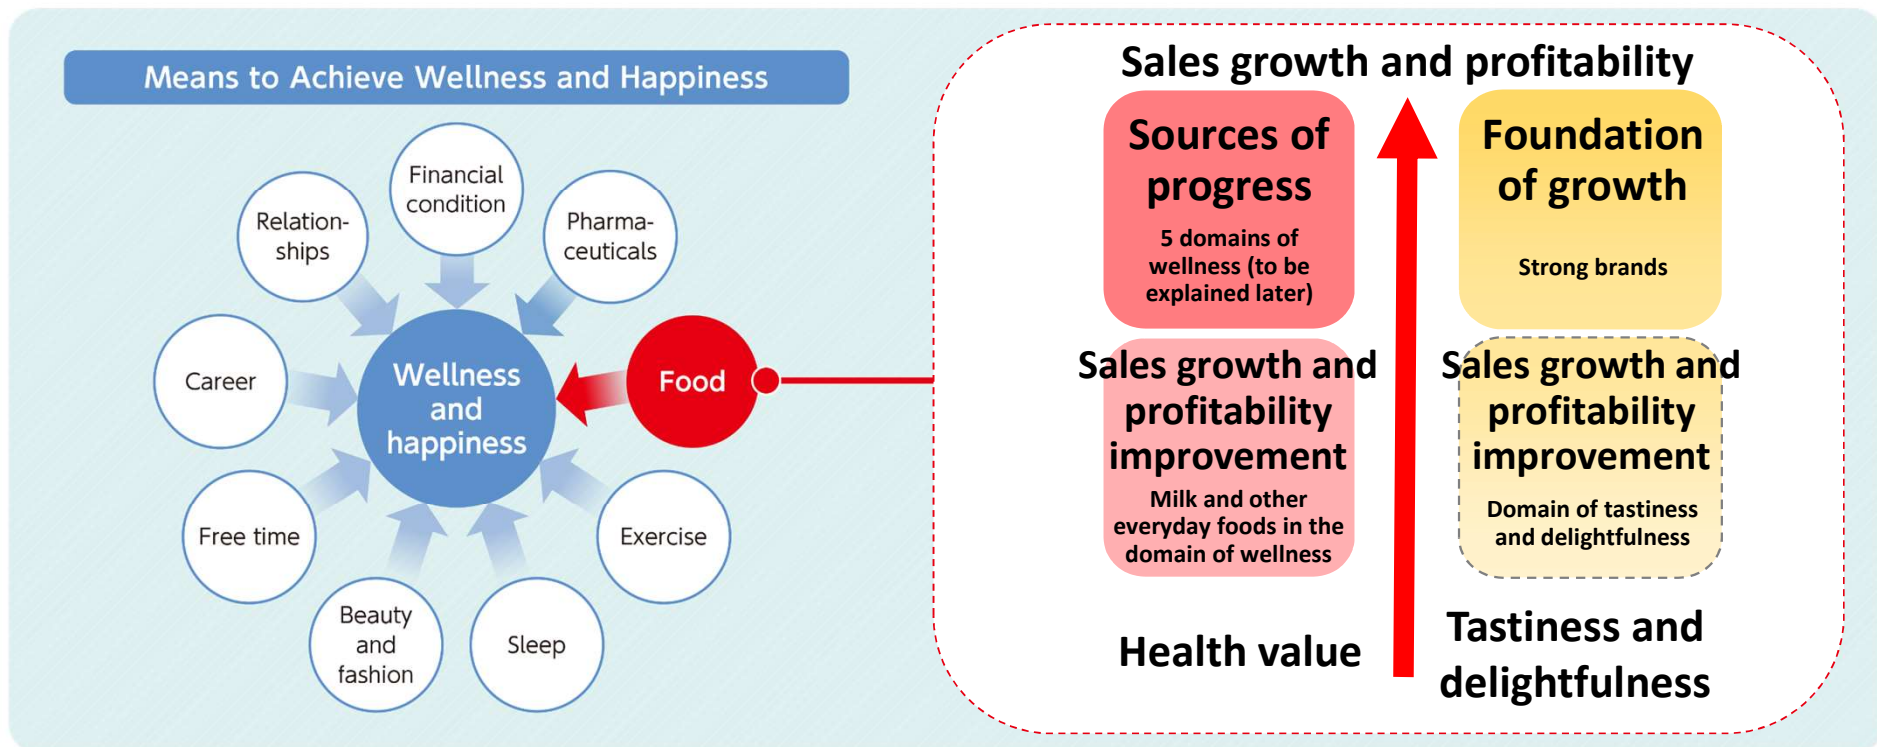 Means to Achieve Wellness and Happiness
Financial
condition
Relation-
ships
Pharma-
ceuticals
Career
Wellness
and
happiness
Food
Free time
Exercise
Beauty
and
fashion
Sleep
Sales growth and profitability
Sources of
progress
5 domains of
wellness (to be
explained later)
Foundation
of growth
Strong brands
Sales growth and
profitability
improvement
Milk and other
everyday foods in the
domain of wellness
Sales growth and
profitability
improvement
Domain of tastiness
and delightfulness
Health value
Tastiness and
delightfulness